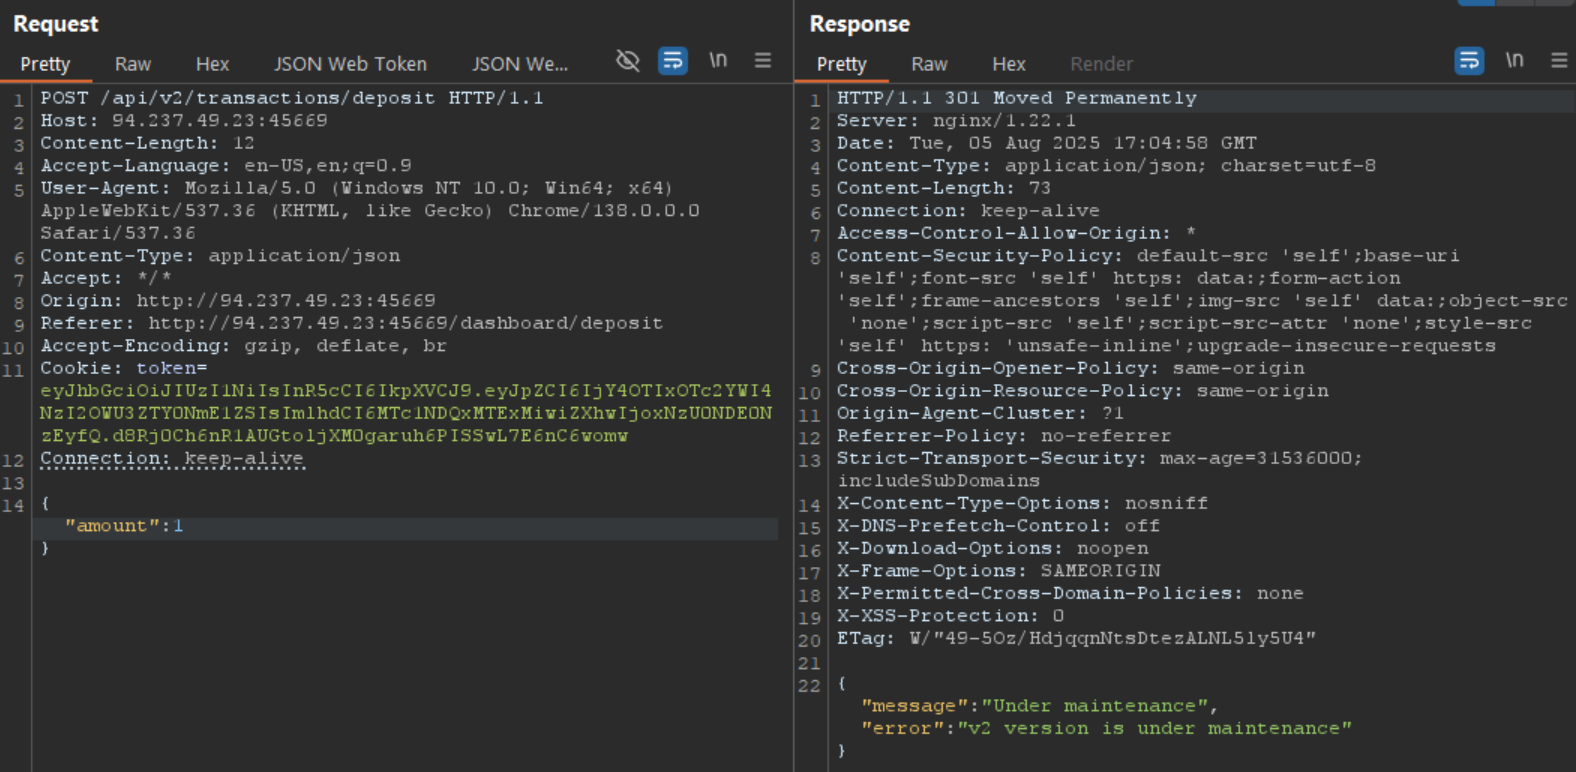 Request
Pretty Raw Hex JSON Web Token JSON We... \n
1 POST /api/v2/transactions/deposit HTTP/1.1
2 Host: 94.237.49.23:45669
3 Content-Length: 12
4 Accept-Language: en-US,en;q=0.9
5 User-Agent: Mozilla/5.0 (Windows NT 10.0; Win64; x64)
AppleWebKit/537.36 (KHTML, like Gecko) Chrome/138.0.0.0
Safari/537.36
6 Content-Type: application/json
7 Accept: */*
8 Origin: http://94.237.49.23:45669
9 Referer: http://94.237.49.23:45669/dashboard/deposit
10 Accept-Encoding: gzip, deflate, br
11 Cookie: token=
eyJhbGciOiJIUzI1NiIsInR5cCI6IkpXVCJ9.eyJpZCI6IjY4OTIxOTc2YWI4
NzI2OWU3ZTY0NmE1ZSIsImlhdCI6MTc1NDQxMTExMiwiZXhwIjoxNzU0NDE0N
zEyfQ.d8Rj0Ch6nR1AUGtoljXM0garuh6PISSwL7E6nC6womw
12 Connection: keep-alive
13
14 {
"amount":1
}
Response
Pretty Raw Hex Render \n
1 HTTP/1.1 301 Moved Permanently
2 Server: nginx/1.22.1
3 Date: Tue, 05 Aug 2025 17:04:58 GMT
4 Content-Type: application/json; charset=utf-8
5 Content-Length: 73
6 Connection: keep-alive
7 Access-Control-Allow-Origin: *
8 Content-Security-Policy: default-src 'self';base-uri
'self';font-src 'self' https: data:;form-action
'self';frame-ancestors 'self';img-src 'self' data:;object-src
'none';script-src 'self';script-src-attr 'none';style-src
'self' https: 'unsafe-inline';upgrade-insecure-requests
9 Cross-Origin-Opener-Policy: same-origin
10 Cross-Origin-Resource-Policy: same-origin
11 Origin-Agent-Cluster: ?1
12 Referrer-Policy: no-referrer
13 Strict-Transport-Security: max-age=31536000;
includeSubDomains
14 X-Content-Type-Options: nosniff
15 X-DNS-Prefetch-Control: off
16 X-Download-Options: noopen
17 X-Frame-Options: SAMEORIGIN
18 X-Permitted-Cross-Domain-Policies: none
19 X-XSS-Protection: 0
20 ETag: W/"49-5Oz/HdjqqnNtsDtezALNL5ly5U4"
21
22 {
"message":"Under maintenance",
"error":"v2 version is under maintenance"
}